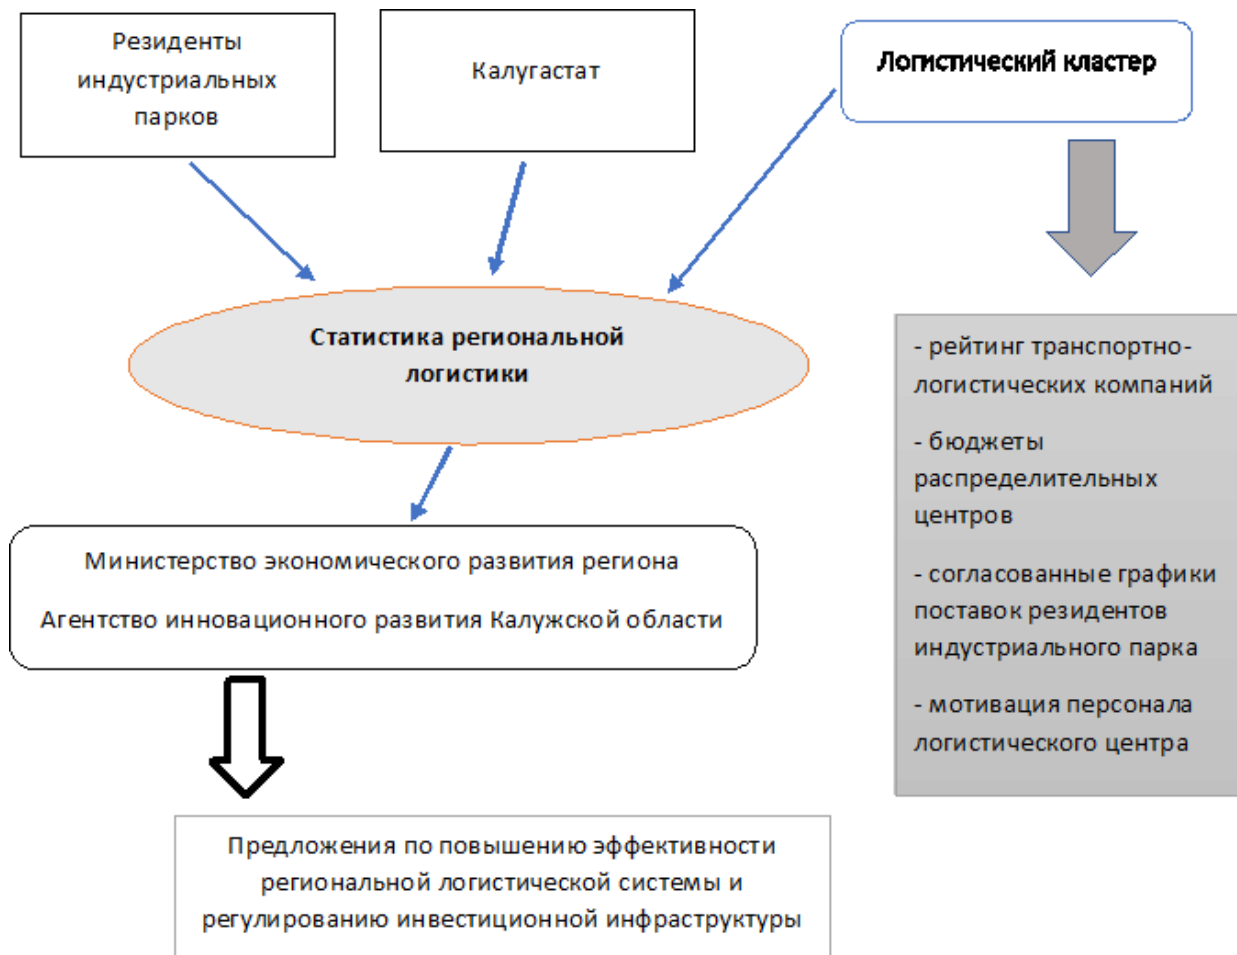 Резиденты
индустриальных
парков
Калугастат
Логистический кластер
Статистика региональной
логистики
- рейтинг транспортно-
логистических компаний
- бюджеты
распределительных
центров
- согласованные графики
поставок резидентов
индустриального парка
- мотивация персонала
логистического центра
Министерство экономического развития региона
Агентство инновационного развития Калужской области
Предложения по повышению эффективности
региональной логистической системы и
регулированию инвестиционной инфраструктуры